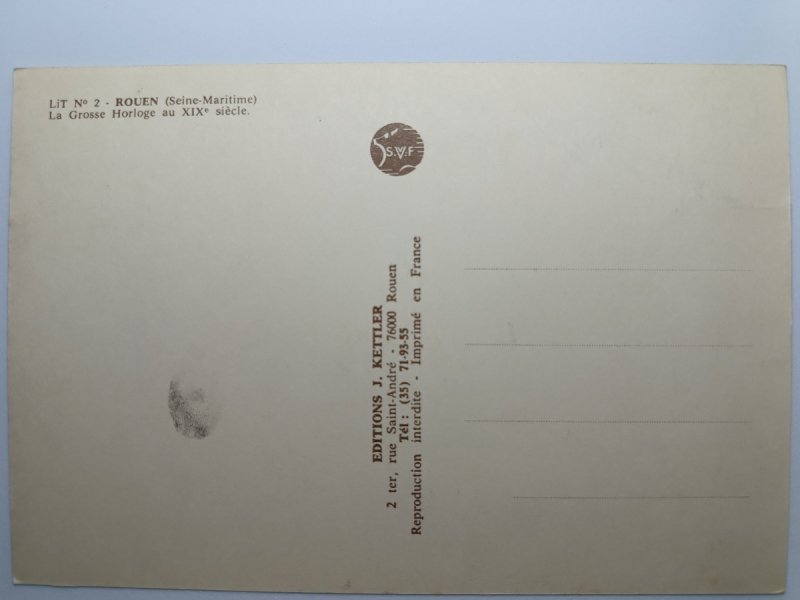 LiT Nº 2 - ROUEN (Seine-Maritime)
La Grosse Horloge au XIXe siècle.
S.V.F
EDITIONS J. KETTLER
2 ter, rue Saint-André - 76000 Rouen
Tél : (35) 71-93-55
Reproduction interdite - Imprimé en France